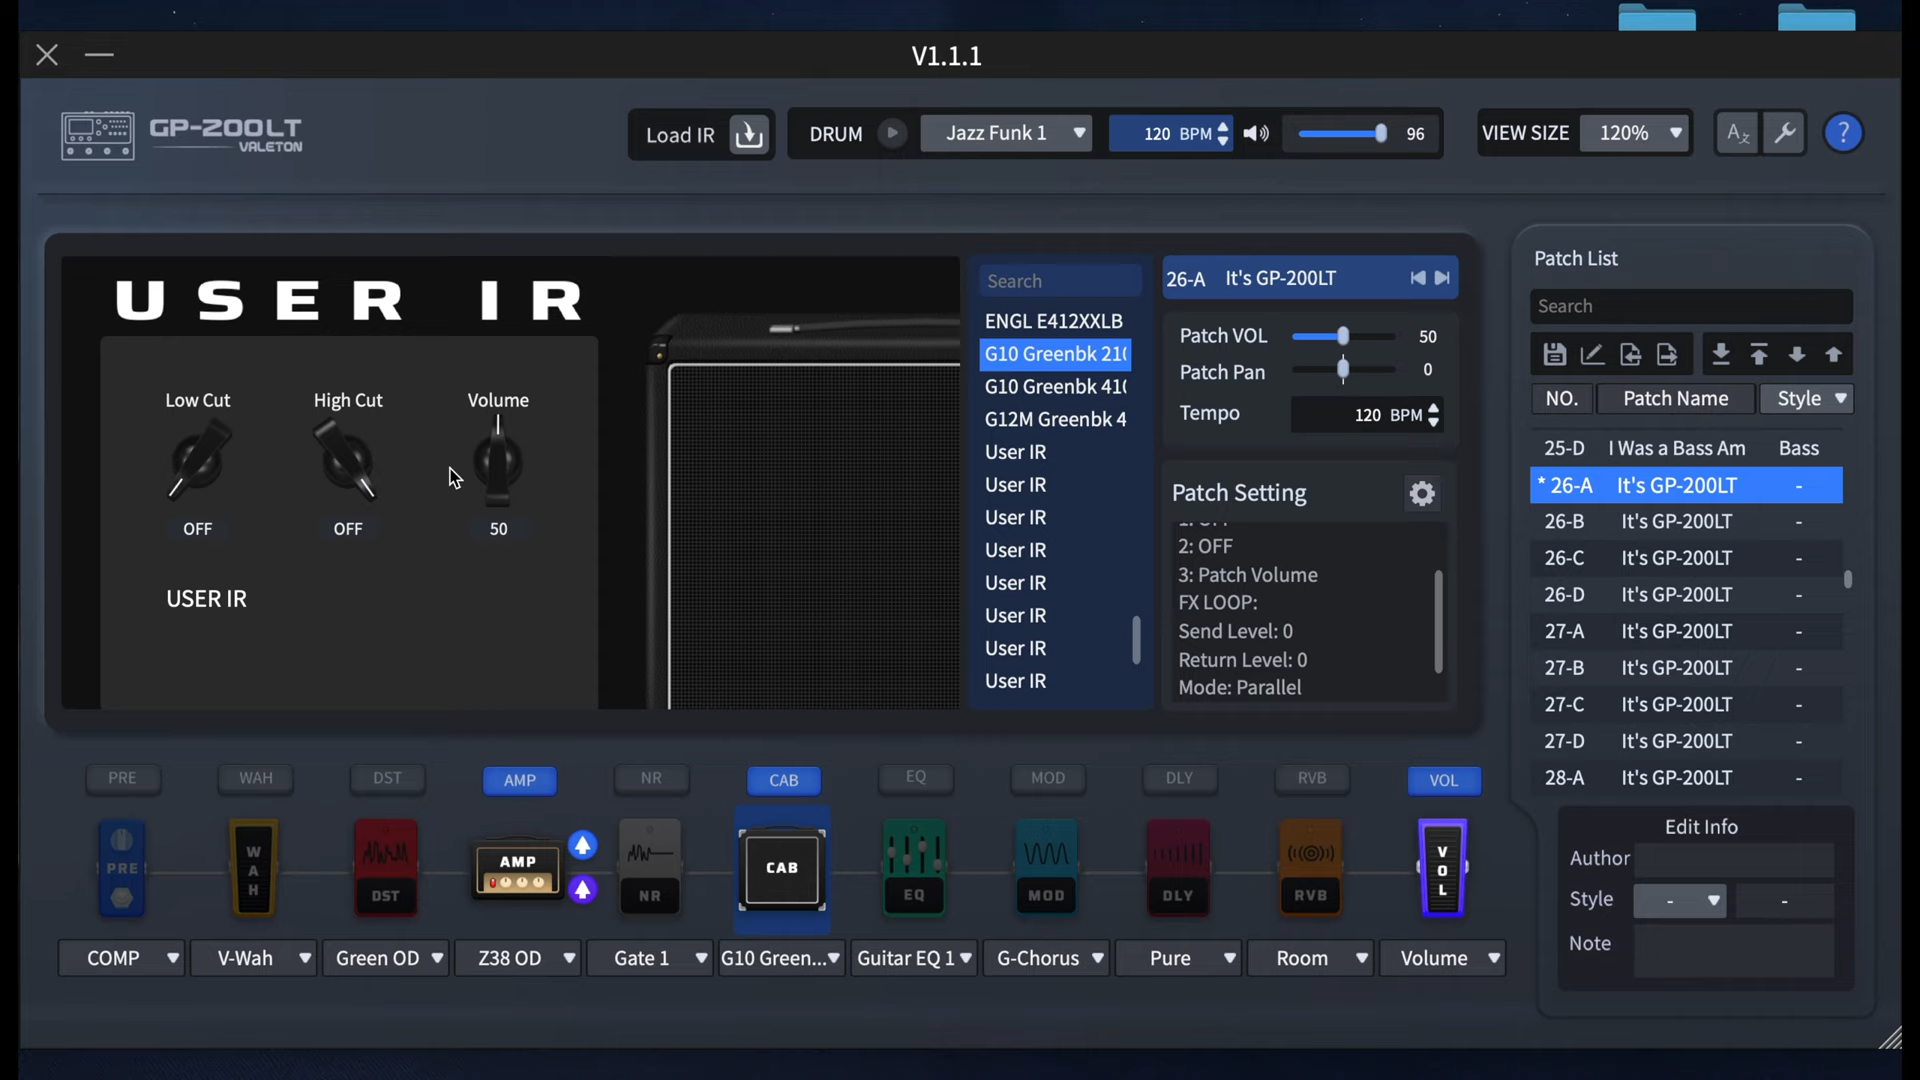 V1.1.1
GP-200LT
VALETON
Load IR
DRUM
Jazz Funk 1
120 BPM
96
VIEW SIZE
120%
Az
?
USER IR
Low Cut
High Cut
Volume
OFF
OFF
50
USER IR
Search
ENGL E412XXLB
G10 Greenbk 210
G10 Greenbk 410
G12M Greenbk 4
User IR
User IR
User IR
User IR
User IR
User IR
User IR
User IR
26-A It's GP-200LT
Patch VOL 50
Patch Pan 0
Tempo 120 BPM
Patch Setting
1: OFF
2: OFF
3: Patch Volume
FX LOOP:
Send Level: 0
Return Level: 0
Mode: Parallel
Patch List
Search
NO. Patch Name Style
25-D I Was a Bass Am Bass
* 26-A It's GP-200LT -
26-B It's GP-200LT -
26-C It's GP-200LT -
26-D It's GP-200LT -
27-A It's GP-200LT -
27-B It's GP-200LT -
27-C It's GP-200LT -
27-D It's GP-200LT -
28-A It's GP-200LT -
Edit Info
Author
Style - -
Note
PRE WAH DST AMP NR CAB EQ MOD DLY RVB VOL
PRE WAH DST AMP NR CAB EQ MOD DLY RVB VOL
COMP V-Wah Green OD Z38 OD Gate 1 G10 Green... Guitar EQ 1 G-Chorus Pure Room Volume